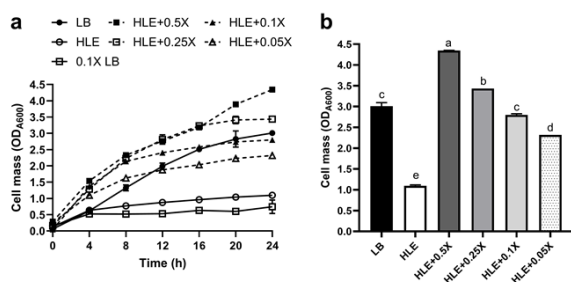 a
LB
HLE+0.5X
HLE+0.1X
HLE
HLE+0.25X
HLE+0.05X
0.1X LB
Cell mass (OD A600)
4.5
4.0
3.5
3.0
2.5
2.0
1.5
1.0
0.5
0.0
0 4 8 12 16 20 24
Time (h)
b
Cell mass (OD A600)
4.5
4.0
3.5
3.0
2.5
2.0
1.5
1.0
0.5
0.0
c e a b c d
LB HLE HLE+0.5X HLE+0.25X HLE+0.1X HLE+0.05X